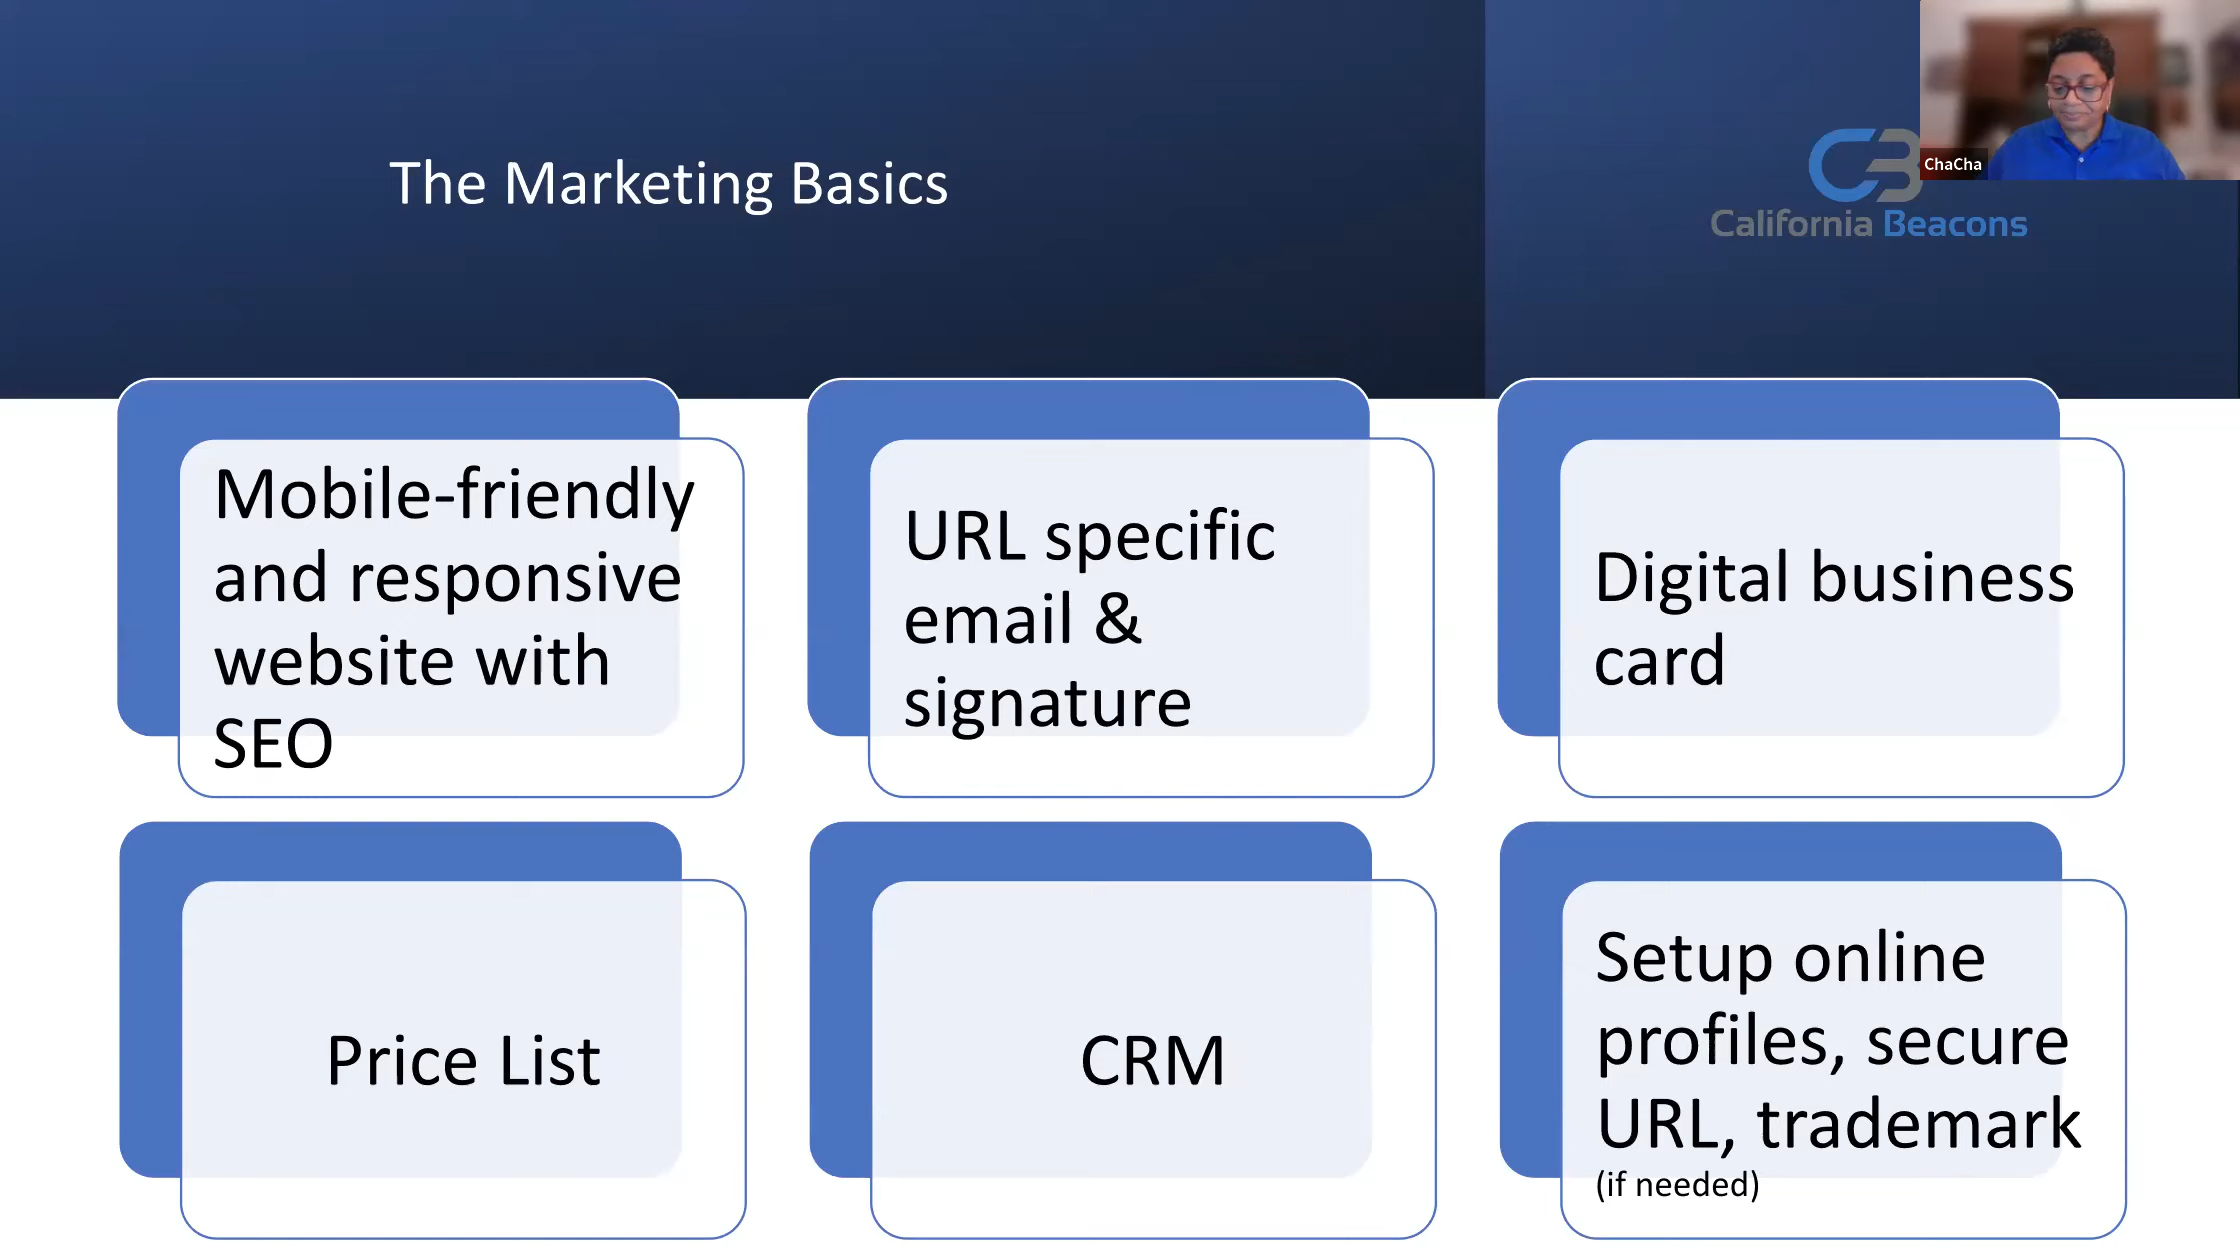 The Marketing Basics
ChaCha
CB
California Beacons
Mobile-friendly
and responsive
website with
SEO
URL specific
email &
signature
Digital business
card
Price List
CRM
Setup online
profiles, secure
URL, trademark
(if needed)